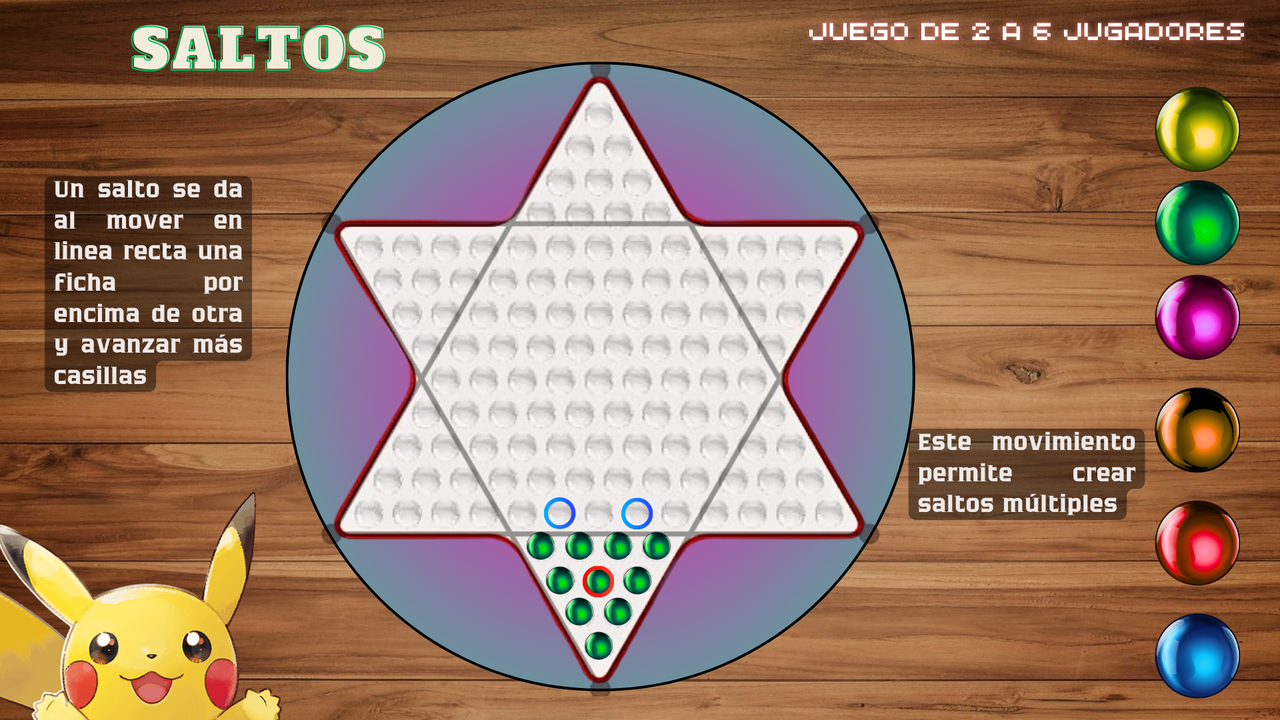 SALTOS
JUEGO DE 2 A 6 JUGADORES
Un salto se da
al mover en
linea recta una
ficha por
encima de otra
y avanzar más
casillas
Este movimiento
permite crear
saltos múltiples